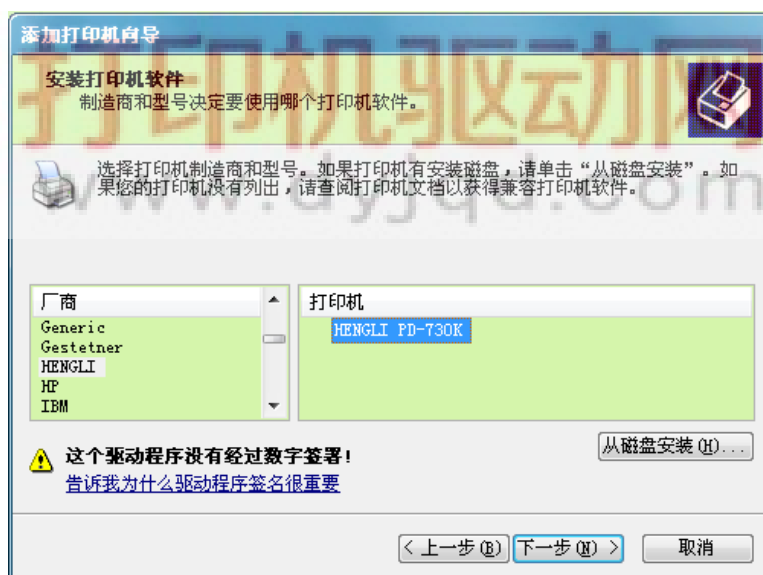 添加打印机向导
打印机驱动网
安装打印机软件
制造商和型号决定要使用哪个打印机软件。
www.dyjqd.com
选择打印机制造商和型号。如果打印机有安装磁盘，请单击“从磁盘安装”。如
果您的打印机没有列出，请查阅打印机文档以获得兼容打印机软件。
厂商
Generic
Gestetner
HENGLI
HP
IBM
打印机
HENGLI PD-730K
这个驱动程序没有经过数字签署!
告诉我为什么驱动程序签名很重要
从磁盘安装(H)...
< 上一步(B)
下一步(N) >
取消